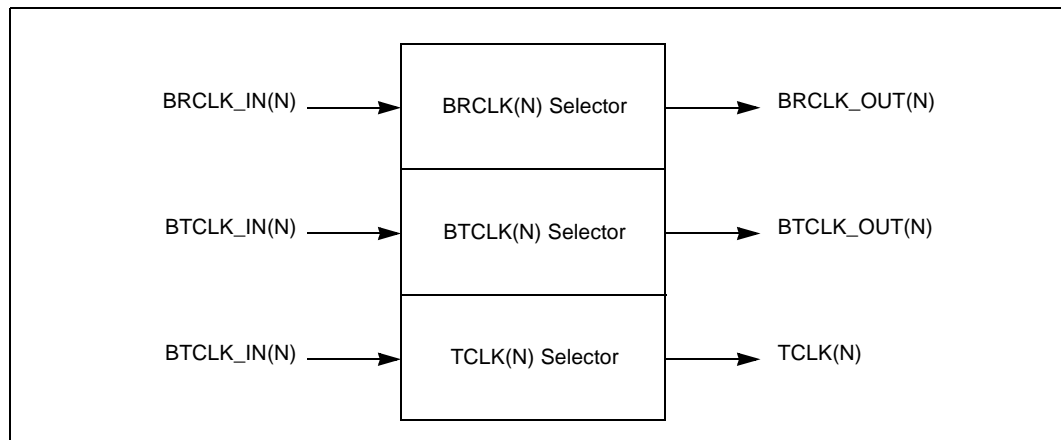 BRCLK_IN(N) BRCLK(N) Selector BRCLK_OUT(N)
BTCLK_IN(N) BTCLK(N) Selector BTCLK_OUT(N)
BTCLK_IN(N) TCLK(N) Selector TCLK(N)